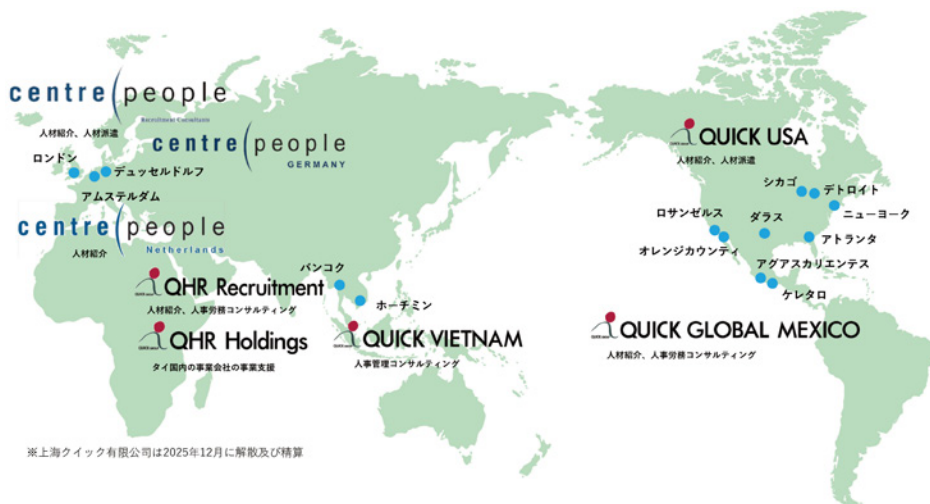 centre(people
Recruitment Consultants
人材紹介、人材派遣
centre(people
GERMANY
ロンドン
デュッセルドルフ
アムステルダム
centre(people
Netherlands
人材紹介
QHR Recruitment
人材紹介、人事労務コンサルティング
バンコク
ホーチミン
QHR Holdings
タイ国内の事業会社の事業支援
QUICK VIETNAM
人事管理コンサルティング
QUICK USA
人材紹介、人材派遣
シカゴ
デトロイト
ニューヨーク
ロサンゼルス
ダラス
オレンジカウンティ
アトランタ
アグアスカリエンテス
ケレタロ
QUICK GLOBAL MEXICO
人材紹介、人事労務コンサルティング
※上海クイック有限公司は2025年12月に解散及び精算